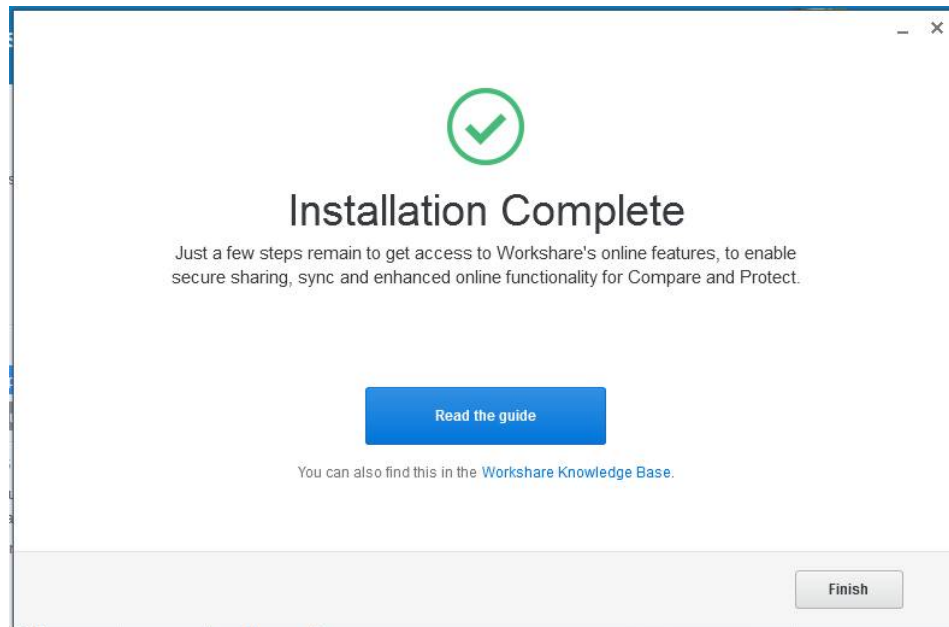 Installation Complete
Just a few steps remain to get access to Workshare's online features, to enable
secure sharing, sync and enhanced online functionality for Compare and Protect.
Read the guide
You can also find this in the Workshare Knowledge Base.
Finish